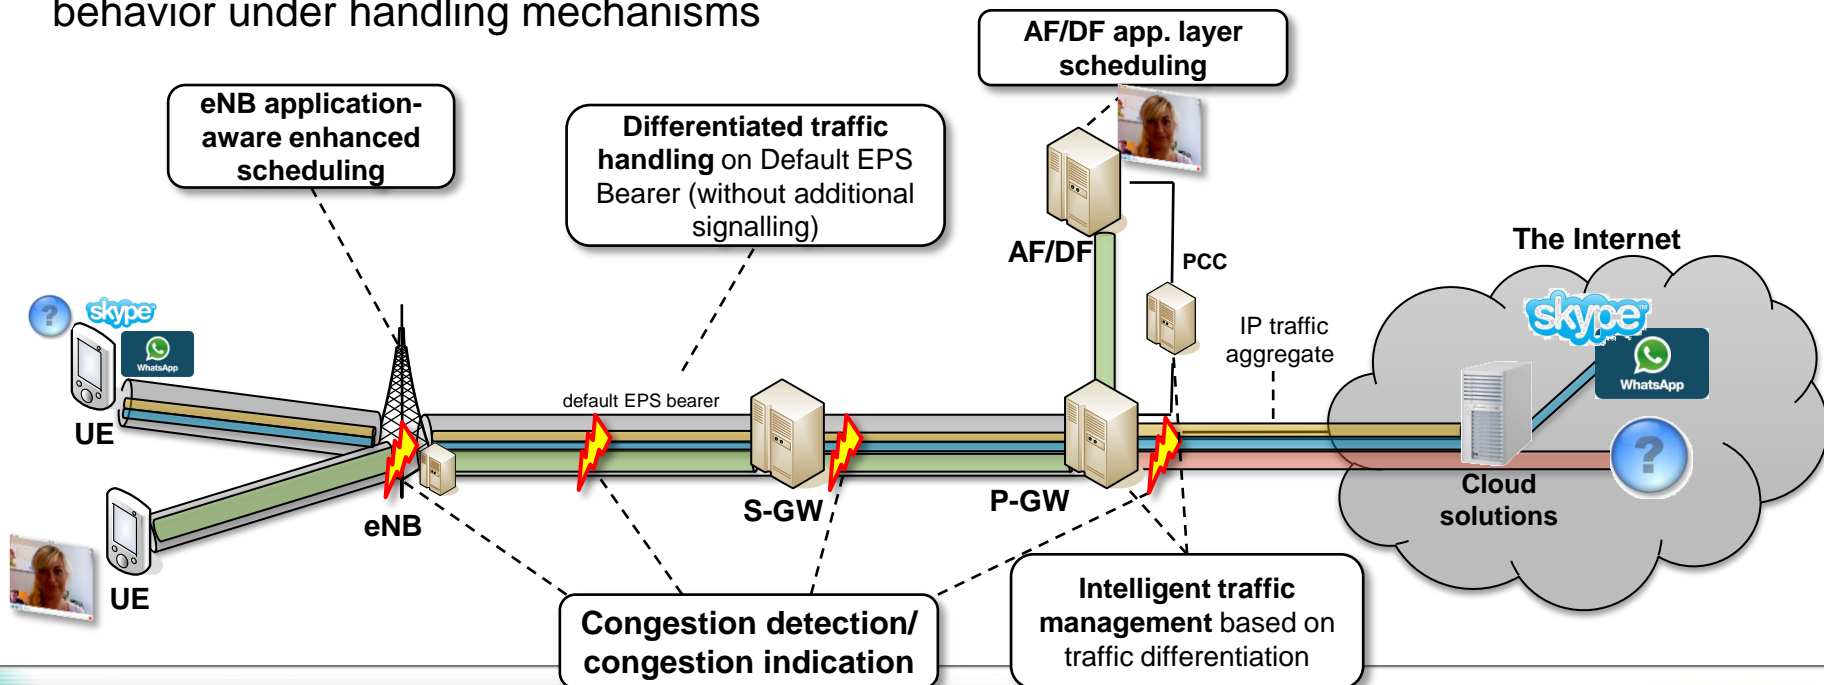 behavior under handling mechanisms
AF/DF app. layer
scheduling
eNB application-
aware enhanced
scheduling
Differentiated traffic
handling on Default EPS
Bearer (without additional
signalling)
AF/DF
PCC
The Internet
?
skype
WhatsApp
UE
default EPS bearer
IP traffic
aggregate
skype
WhatsApp
?
eNB
S-GW
P-GW
Cloud
solutions
UE
Congestion detection/
congestion indication
Intelligent traffic
management based on
traffic differentiation